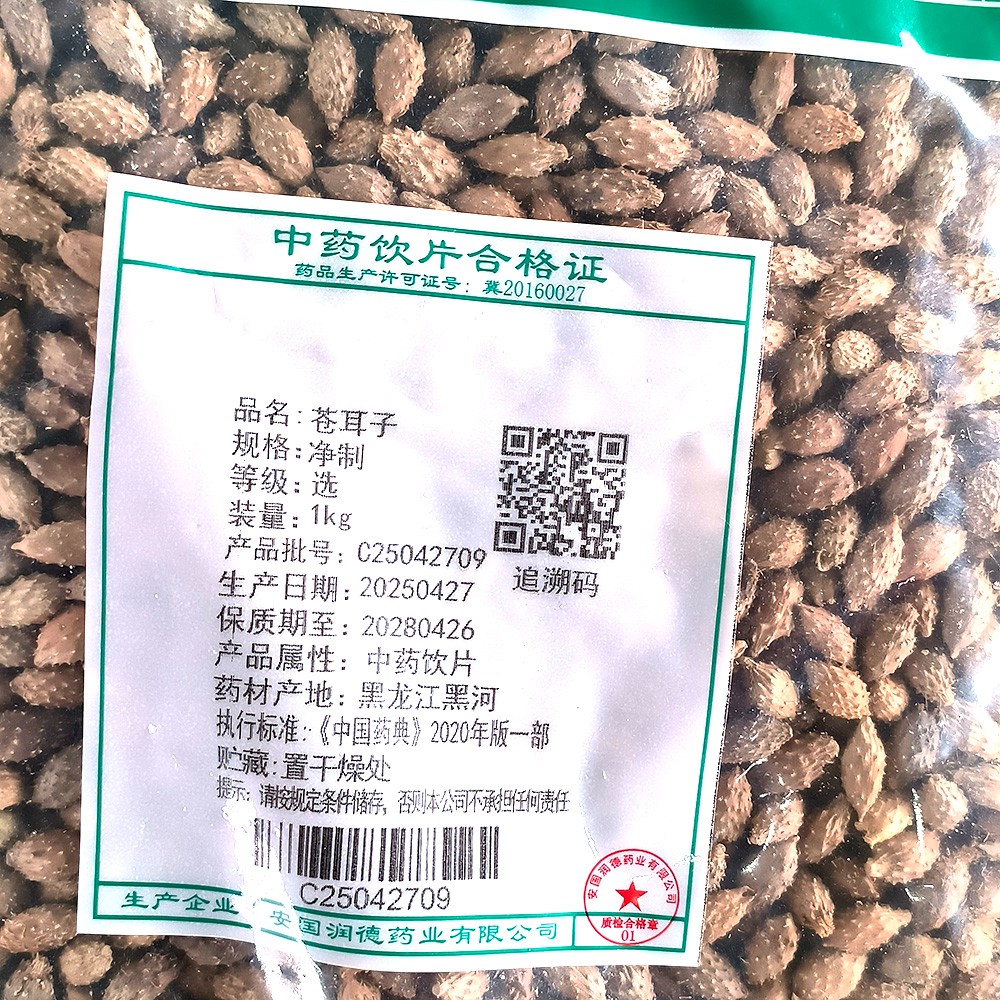 中药饮片合格证
药品生产许可证号：冀20160027
品名：苍耳子
规格：净制
等级：选
装量：1kg
产品批号：C25042709
生产日期：20250427
保质期至：20280426
产品属性：中药饮片
药材产地：黑龙江黑河
执行标准：《中国药典》2020年版一部
贮藏：置干燥处
提示：请按规定条件储存，否则本公司不承担任何责任
追溯码
C25042709
生产企业 安国润德药业有限公司
安国润德药业有限公司
质检合格章
01